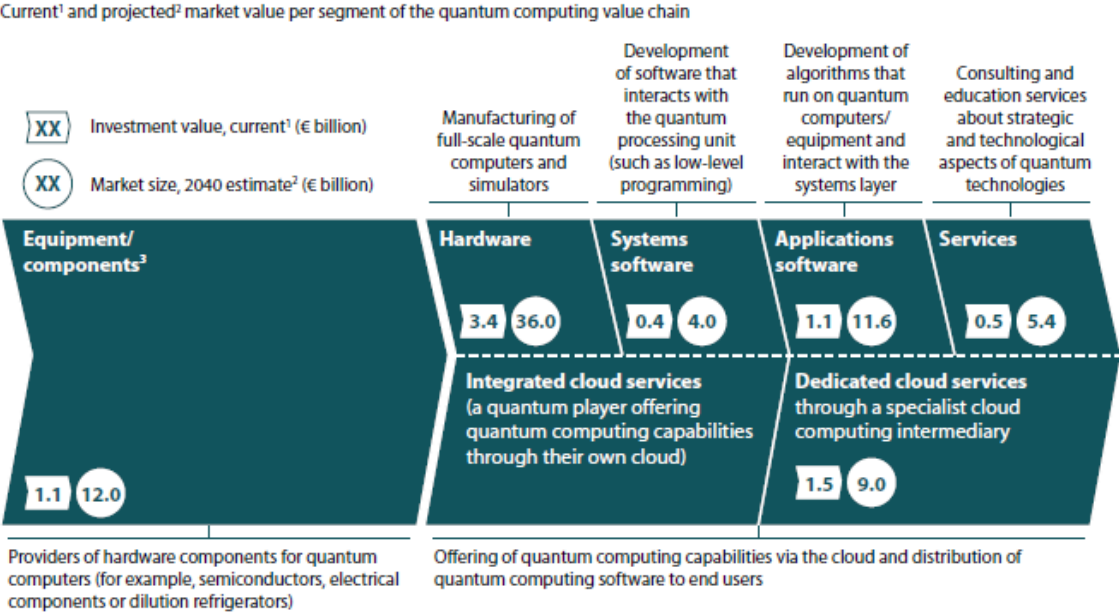 Current¹ and projected² market value per segment of the quantum computing value chain
XX Investment value, current¹ (€ billion)
XX Market size, 2040 estimate² (€ billion)
Manufacturing of
full-scale quantum
computers and
simulators
Development
of software that
interacts with
the quantum
processing unit
(such as low-level
programming)
Development of
algorithms that
run on quantum
computers/
equipment and
interact with the
systems layer
Consulting and
education services
about strategic
and technological
aspects of quantum
technologies
Equipment/
components³
1.1 12.0
Hardware
3.4 36.0
Systems
software
0.4 4.0
Applications
software
1.1 11.6
Services
0.5 5.4
Integrated cloud services
(a quantum player offering
quantum computing capabilities
through their own cloud)
Dedicated cloud services
through a specialist cloud
computing intermediary
1.5 9.0
Providers of hardware components for quantum
computers (for example, semiconductors, electrical
components or dilution refrigerators)
Offering of quantum computing capabilities via the cloud and distribution of
quantum computing software to end users